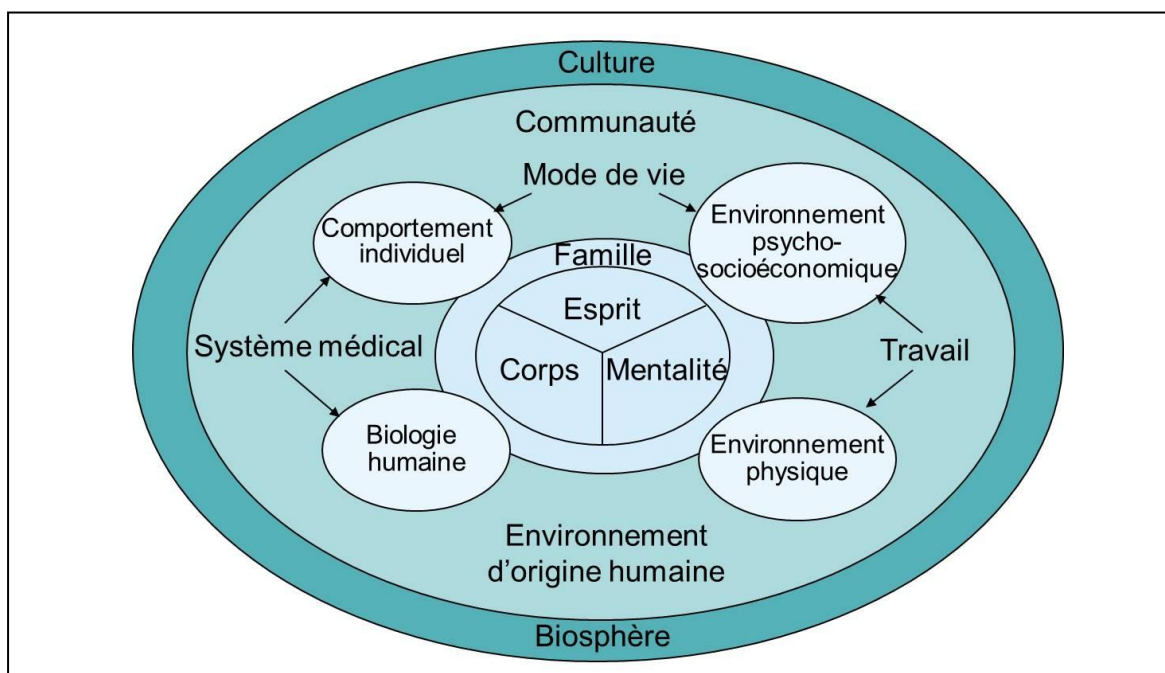 Culture
Communauté
Mode de vie
Comportement
individuel
Environnement
psycho-
socioéconomique
Famille
Esprit
Système médical
Corps
Mentalité
Travail
Biologie
humaine
Environnement
physique
Environnement
d'origine humaine
Biosphère